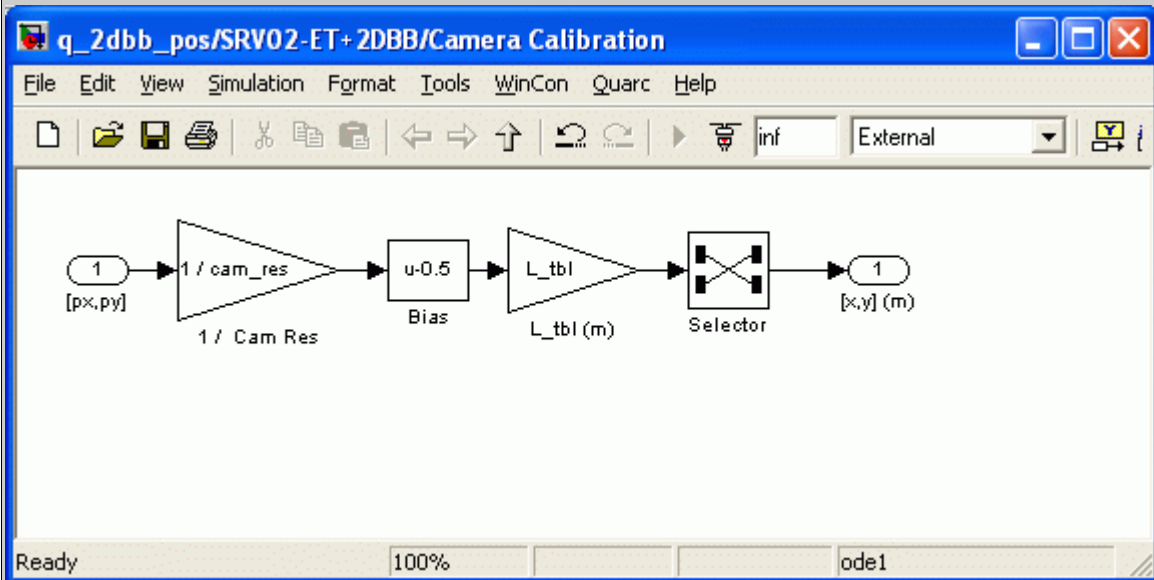 q_2dbb_pos/SRV02-ET+2DBB/Camera Calibration
File Edit View Simulation Format Tools WinCon Quarc Help
inf External
1 1 / cam_res u-0.5 L_tbl 1
[px,py] 1 / Cam Res Bias L_tbl (m) Selector [x,y] (m)
Ready 100% ode1